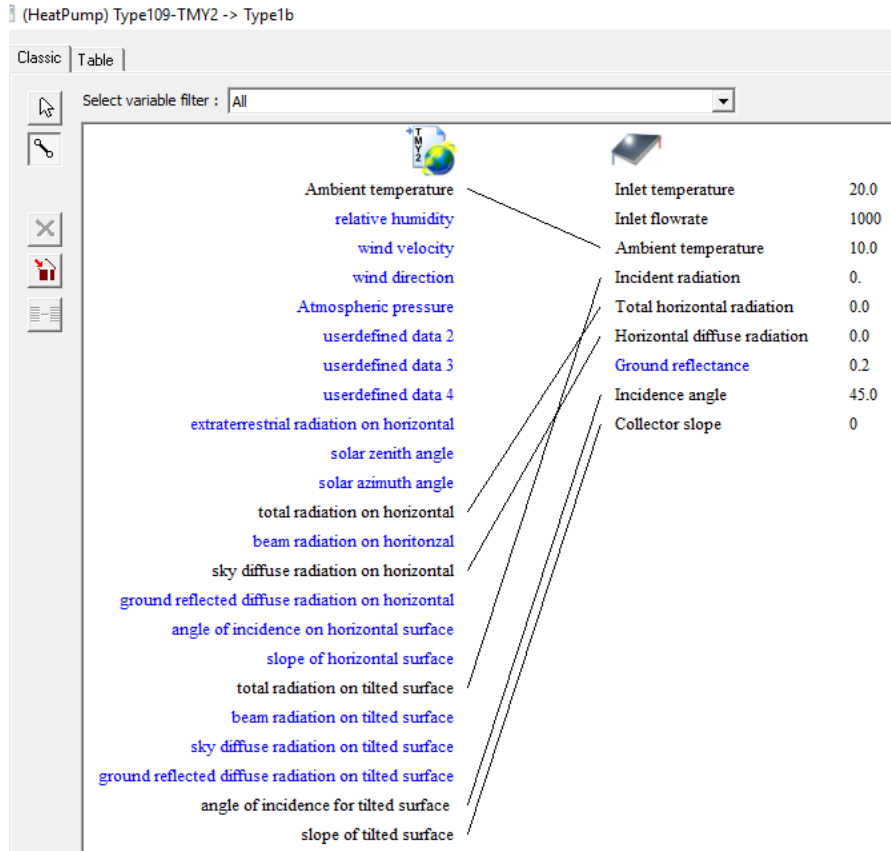 (HeatPump) Type109-TMY2 -> Type1b
Classic Table
Select variable filter : All
TMY2
Ambient temperature Inlet temperature 20.0
relative humidity Inlet flowrate 1000
wind velocity Ambient temperature 10.0
wind direction Incident radiation 0.
Atmospheric pressure Total horizontal radiation 0.0
userdefined data 2 Horizontal diffuse radiation 0.0
userdefined data 3 Ground reflectance 0.2
userdefined data 4 Incidence angle 45.0
extraterrestrial radiation on horizontal Collector slope 0
solar zenith angle
solar azimuth angle
total radiation on horizontal
beam radiation on horitonzal
sky diffuse radiation on horizontal
ground reflected diffuse radiation on horizontal
angle of incidence on horizontal surface
slope of horizontal surface
total radiation on tilted surface
beam radiation on tilted surface
sky diffuse radiation on tilted surface
ground reflected diffuse radiation on tilted surface
angle of incidence for tilted surface
slope of tilted surface